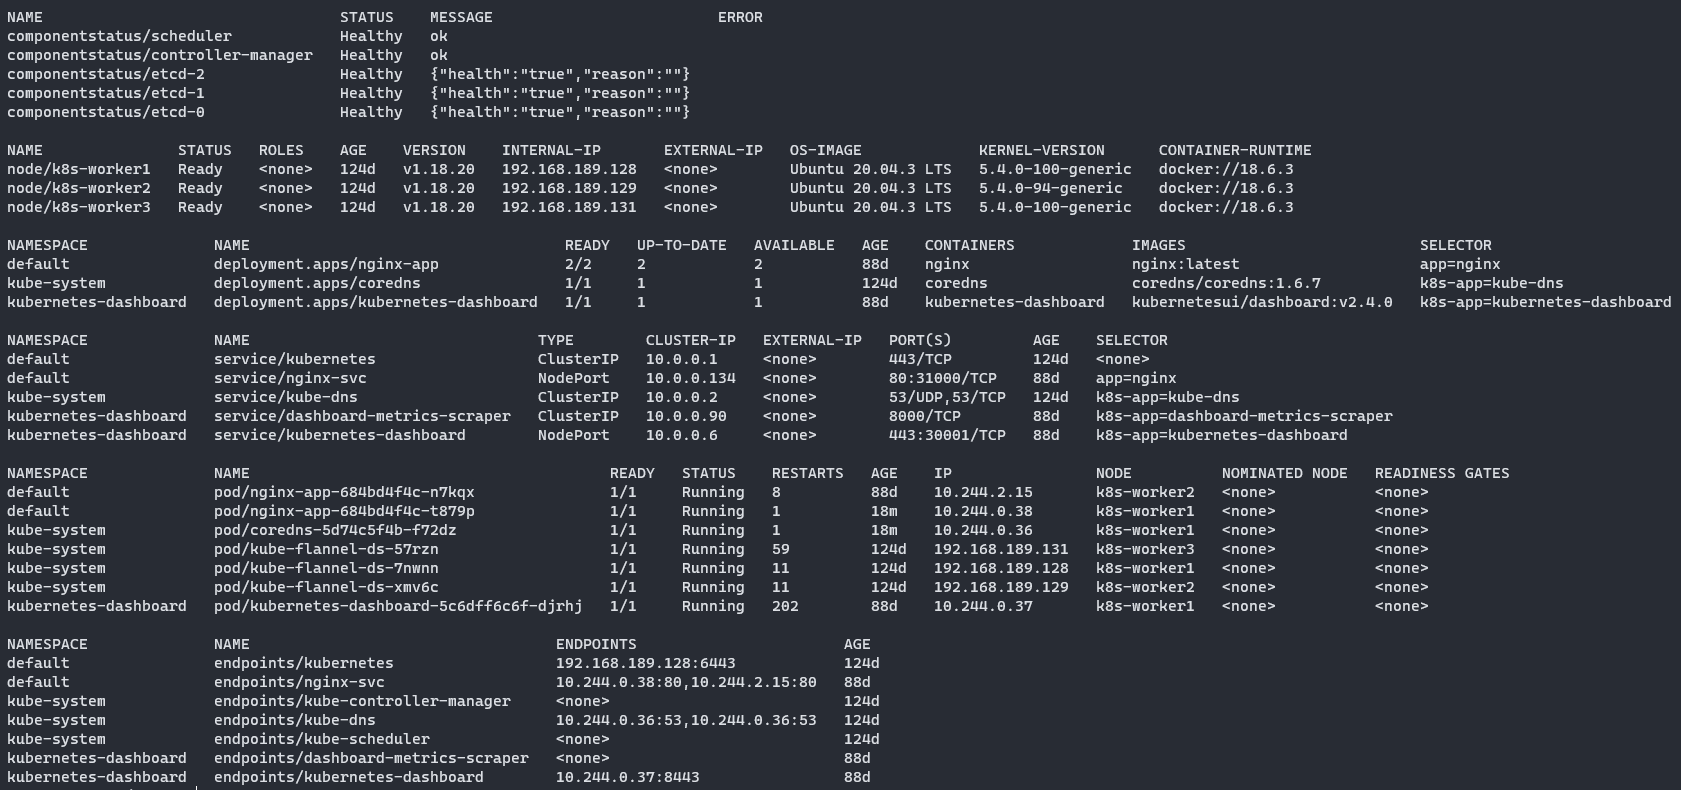 NAME STATUS MESSAGE ERROR
componentstatus/scheduler Healthy ok
componentstatus/controller-manager Healthy ok
componentstatus/etcd-2 Healthy {"health":"true","reason":""}
componentstatus/etcd-1 Healthy {"health":"true","reason":""}
componentstatus/etcd-0 Healthy {"health":"true","reason":""}
NAME STATUS ROLES AGE VERSION INTERNAL-IP EXTERNAL-IP OS-IMAGE KERNEL-VERSION CONTAINER-RUNTIME
node/k8s-worker1 Ready <none> 124d v1.18.20 192.168.189.128 <none> Ubuntu 20.04.3 LTS 5.4.0-100-generic docker://18.6.3
node/k8s-worker2 Ready <none> 124d v1.18.20 192.168.189.129 <none> Ubuntu 20.04.3 LTS 5.4.0-94-generic docker://18.6.3
node/k8s-worker3 Ready <none> 124d v1.18.20 192.168.189.131 <none> Ubuntu 20.04.3 LTS 5.4.0-100-generic docker://18.6.3
NAMESPACE NAME READY UP-TO-DATE AVAILABLE AGE CONTAINERS IMAGES SELECTOR
default deployment.apps/nginx-app 2/2 2 2 88d nginx nginx:latest app=nginx
kube-system deployment.apps/coredns 1/1 1 1 124d coredns coredns/coredns:1.6.7 k8s-app=kube-dns
kubernetes-dashboard deployment.apps/kubernetes-dashboard 1/1 1 1 88d kubernetes-dashboard kubernetesui/dashboard:v2.4.0 k8s-app=kubernetes-dashboard
NAMESPACE NAME TYPE CLUSTER-IP EXTERNAL-IP PORT(S) AGE SELECTOR
default service/kubernetes ClusterIP 10.0.0.1 <none> 443/TCP 124d <none>
default service/nginx-svc NodePort 10.0.0.134 <none> 80:31000/TCP 88d app=nginx
kube-system service/kube-dns ClusterIP 10.0.0.2 <none> 53/UDP,53/TCP 124d k8s-app=kube-dns
kubernetes-dashboard service/dashboard-metrics-scraper ClusterIP 10.0.0.90 <none> 8000/TCP 88d k8s-app=dashboard-metrics-scraper
kubernetes-dashboard service/kubernetes-dashboard NodePort 10.0.0.6 <none> 443:30001/TCP 88d k8s-app=kubernetes-dashboard
NAMESPACE NAME READY STATUS RESTARTS AGE IP NODE NOMINATED NODE READINESS GATES
default pod/nginx-app-684bd4f4c-n7kqx 1/1 Running 8 88d 10.244.2.15 k8s-worker2 <none> <none>
default pod/nginx-app-684bd4f4c-t879p 1/1 Running 1 18m 10.244.0.38 k8s-worker1 <none> <none>
kube-system pod/coredns-5d74c5f4b-f72dz 1/1 Running 1 18m 10.244.0.36 k8s-worker1 <none> <none>
kube-system pod/kube-flannel-ds-57rzn 1/1 Running 59 124d 192.168.189.131 k8s-worker3 <none> <none>
kube-system pod/kube-flannel-ds-7nwnn 1/1 Running 11 124d 192.168.189.128 k8s-worker1 <none> <none>
kube-system pod/kube-flannel-ds-xmv6c 1/1 Running 11 124d 192.168.189.129 k8s-worker2 <none> <none>
kubernetes-dashboard pod/kubernetes-dashboard-5c6dff6c6f-djrhj 1/1 Running 202 88d 10.244.0.37 k8s-worker1 <none> <none>
NAMESPACE NAME ENDPOINTS AGE
default endpoints/kubernetes 192.168.189.128:6443 124d
default endpoints/nginx-svc 10.244.0.38:80,10.244.2.15:80 88d
kube-system endpoints/kube-controller-manager <none> 124d
kube-system endpoints/kube-dns 10.244.0.36:53,10.244.0.36:53 124d
kube-system endpoints/kube-scheduler <none> 124d
kubernetes-dashboard endpoints/dashboard-metrics-scraper <none> 88d
kubernetes-dashboard endpoints/kubernetes-dashboard 10.244.0.37:8443 88d